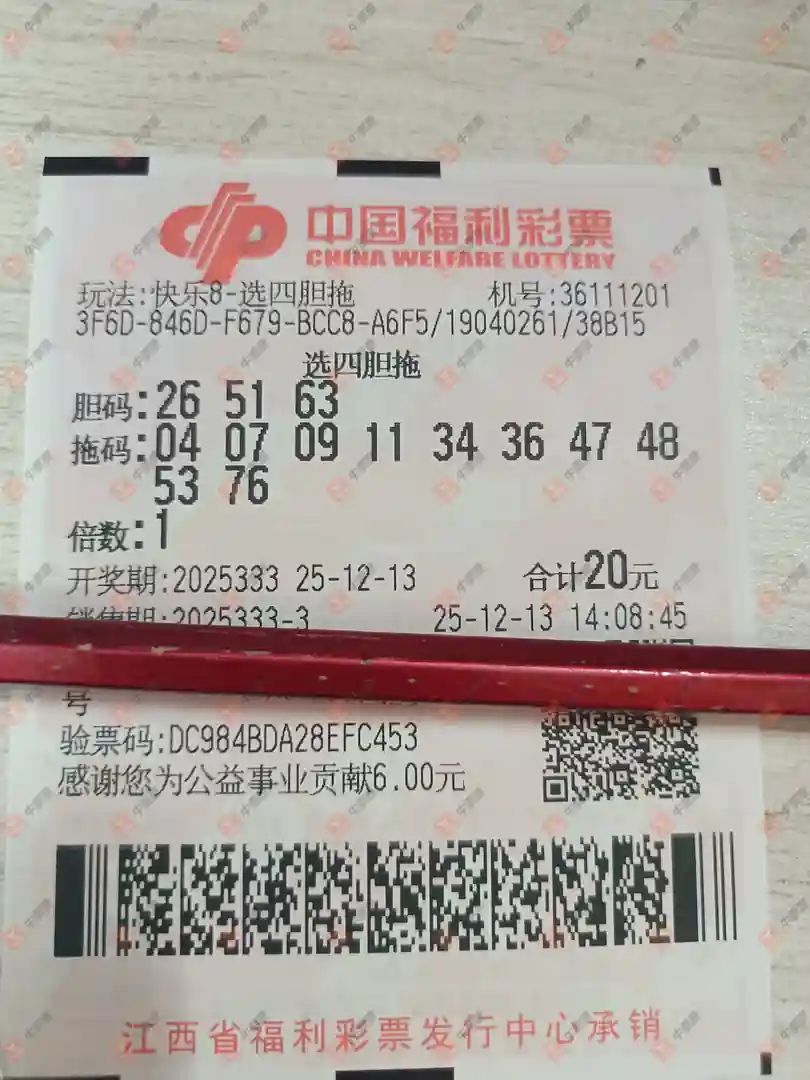 中国福利彩票
CHINA WELFARE LOTTERY
玩法:快乐8-选四胆拖 机号:36111201
3F6D-846D-F679-BCC8-A6F5/19040261/38B15
选四胆拖
胆码:26 51 63
拖码:04 07 09 11 34 36 47 48
53 76
倍数:1
开奖期:2025333 25-12-13 合计20元
销售期:2025333-3 25-12-13 14:08:45
号
验票码:DC984BDA28EFC453
感谢您为公益事业贡献6.00元
江西省福利彩票发行中心承销